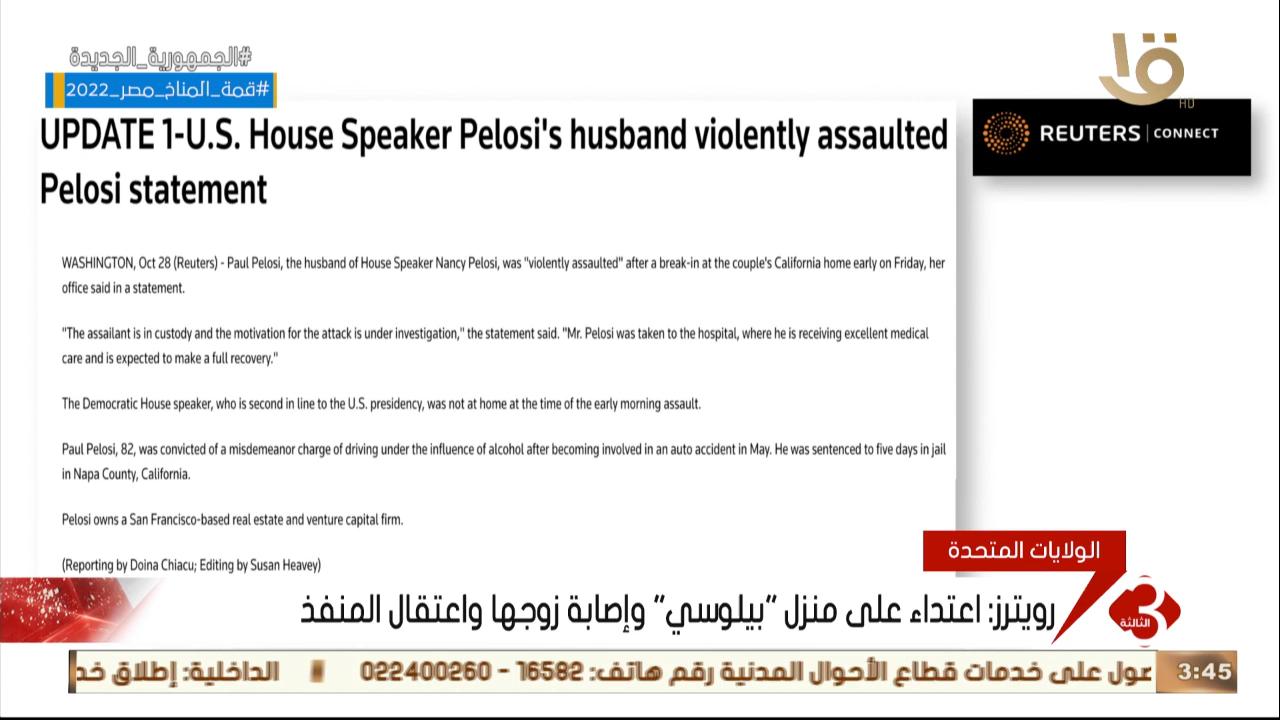 #الجمهورية_الجديدة
#قمة_المناخ_مصر_2022
HD
UPDATE 1-U.S. House Speaker Pelosi's husband violently assaulted
Pelosi statement
REUTERS | CONNECT
WASHINGTON, Oct 28 (Reuters) - Paul Pelosi, the husband of House Speaker Nancy Pelosi, was "violently assaulted" after a break-in at the couple's California home early on Friday, her
office said in a statement.
"The assailant is in custody and the motivation for the attack is under investigation," the statement said. "Mr. Pelosi was taken to the hospital, where he is receiving excellent medical
care and is expected to make a full recovery."
The Democratic House speaker, who is second in line to the U.S. presidency, was not at home at the time of the early morning assault.
Paul Pelosi, 82, was convicted of a misdemeanor charge of driving under the influence of alcohol after becoming involved in an auto accident in May. He was sentenced to five days in jail
in Napa County, California.
Pelosi owns a San Francisco-based real estate and venture capital firm.
(Reporting by Doina Chiacu; Editing by Susan Heavey)
الولايات المتحدة
رويترز: اعتداء على منزل "بيلوسي" وإصابة زوجها واعتقال المنفذ
3 الثالثة
صول على خدمات قطاع الأحوال المدنية رقم هاتف: 16582 - 022400260 الداخلية: إطلاق خد
3:45